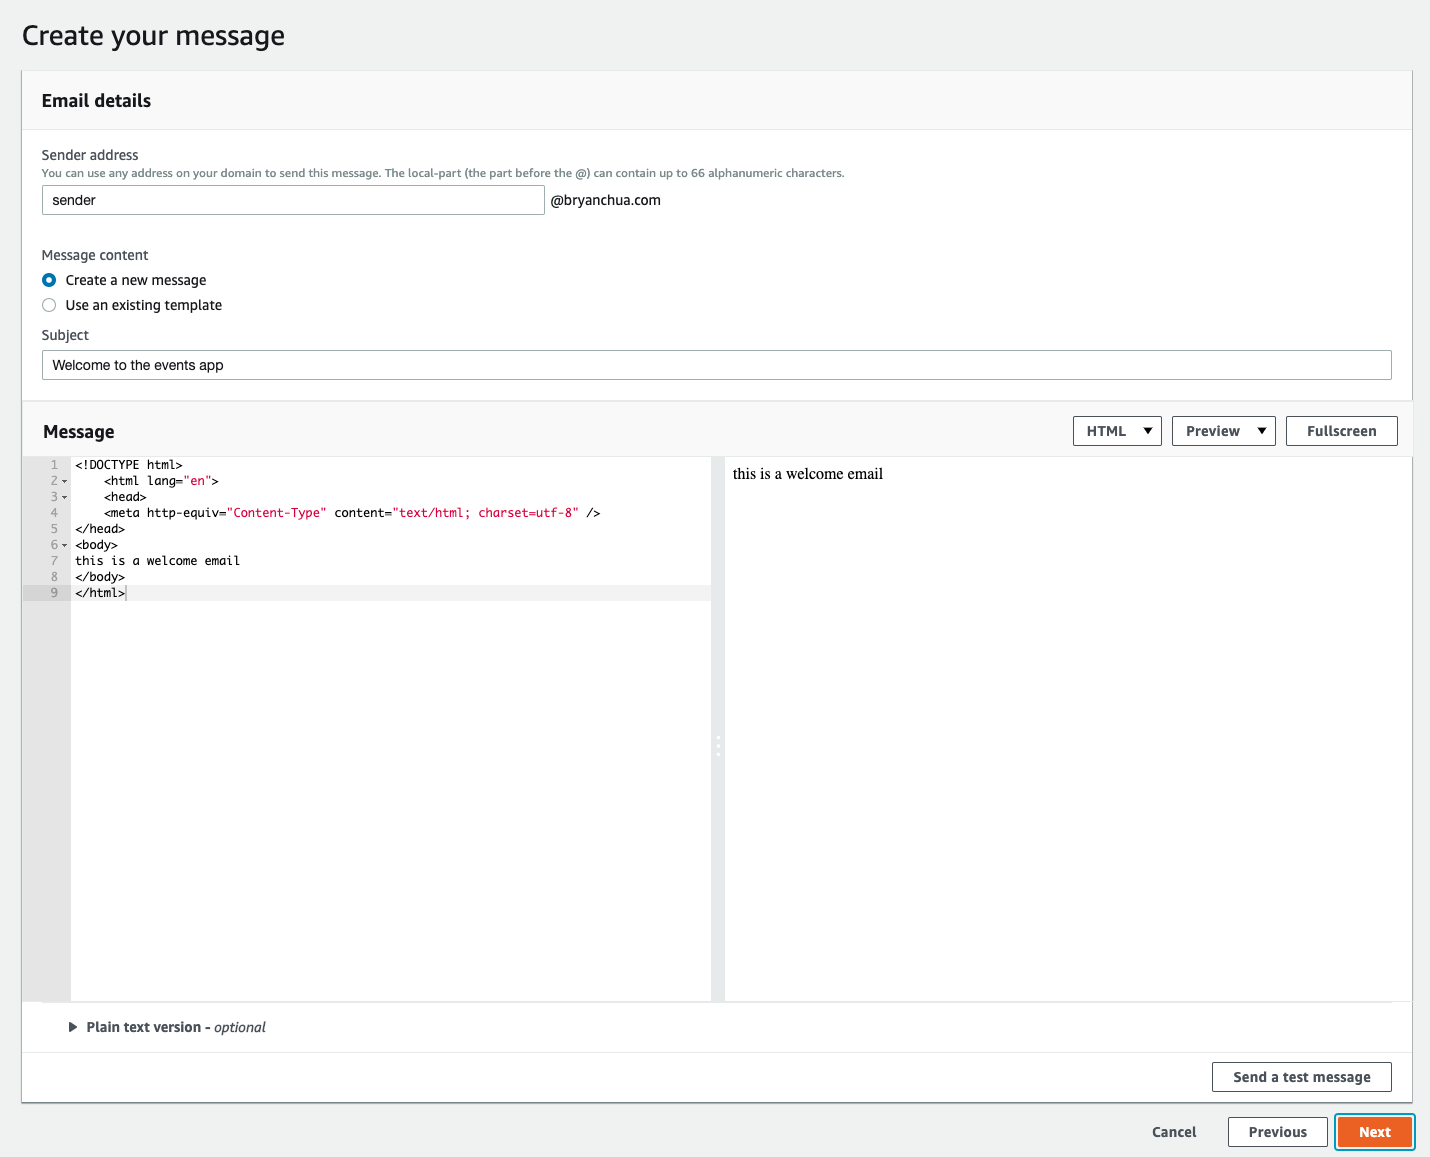 Create your message
Email details
Sender address
You can use any address on your domain to send this message. The local-part (the part before the @) can contain up to 66 alphanumeric characters.
sender @bryanchua.com
Message content
Create a new message
Use an existing template
Subject
Welcome to the events app
Message HTML Preview Fullscreen
1 <!DOCTYPE html>
2 <html lang="en">
3 <head>
4 <meta http-equiv="Content-Type" content="text/html; charset=utf-8" />
5 </head>
6 <body>
7 this is a welcome email
8 </body>
9 </html>
this is a welcome email
Plain text version - optional
Send a test message
Cancel Previous Next